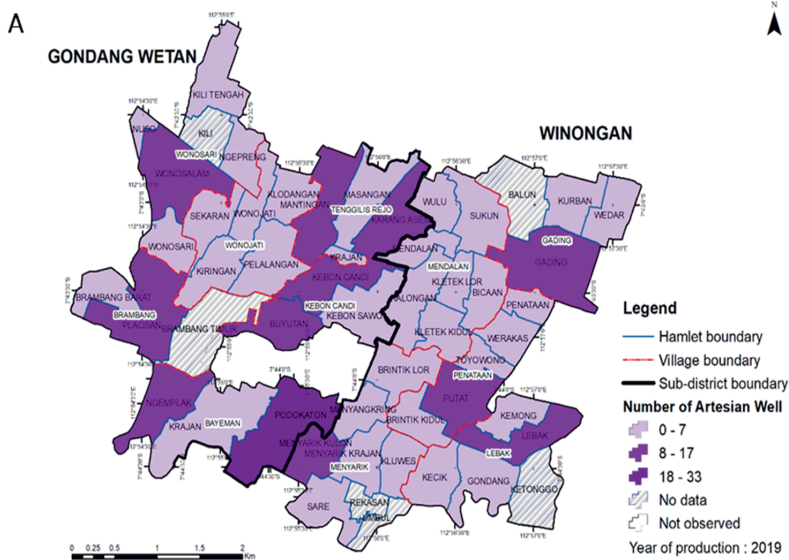 A
N
GONDANG WETAN
WINONGAN
KILI TENGAH
NUSO
KILI
WONOSARI
NGEPRENG
WONOGALAM
KLODANGAN
MANTINGAN
MASANGAN
TENGGILIS REJO
KARANG ASEM
WULU
SUKUN
BALUN
KURBAN
WEDAR
SEKARAN
WONOJATI
WONOJATI
WONOSARI
KIRINGAN
PELALANGAN
KRAJAN
KEBON CANDI
KEBON CANDI
KEBON SAWO
MENDALAN
MENDALAN
KLETEK LOR
BICAAN
GADING
GADING
PENATAAN
BRAMBANG BARAT
BRAMBANG
PLAOSAN
BRAMBANG TIMUR
BUYUTAN
KLETEK KIDUL
WERAKAS
TOYOWONO
BRINTIK LOR
PENATAAN
PUTAT
NGEMPLAK
KRAJAN
BAYEMAN
PODOKATON
MENYANGKRING
BRINTIK KIDUL
KEMONG
LEBAK
LEBAK
MENYARIK KULON
MENYARIK KRAJAN
MENYARIK
KLUWES
KECIK
GONDANG
KETONGGO
SARE
REKASAN
Legend
Hamlet boundary
Village boundary
Sub-district boundary
Number of Artesian Well
0 - 7
8 - 17
18 - 33
No data
Not observed
Year of production : 2019
0 0.25 0.5 1 1.5 2
Km